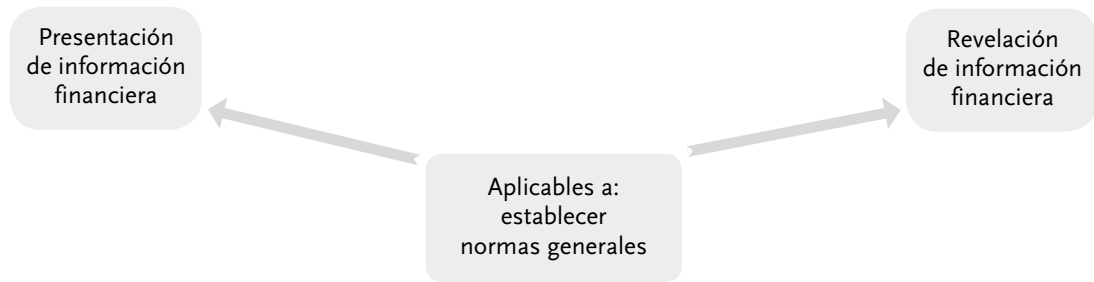 Presentación
de información
financiera
Revelación
de información
financiera
Aplicables a:
establecer
normas generales